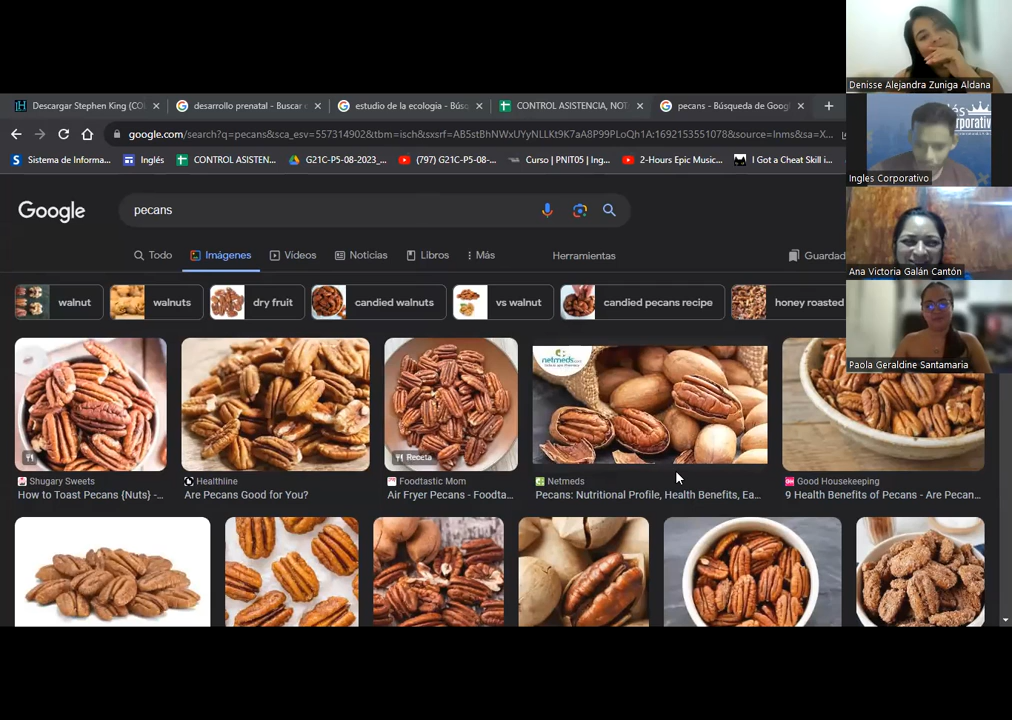 Descargar Stephen King {CO
desarrollo prenatal - Buscar e
estudio de la ecologia - Búsq
CONTROL ASISTENCIA, NOT
pecans - Búsqueda de Googl
google.com/search?q=pecans&sca_esv=557314902&tbm=isch&sxsrf=AB5stBhNWxUYyNLLKt9K7aA8P99PLoQh1A:1692153551078&source=lnms&sa=X...
Sistema de Informa...
Inglés
CONTROL ASISTEN...
G21C-P5-08-2023_...
(797) G21C-P5-08-...
Curso | PNIT05 | Ing...
2-Hours Epic Music...
I Got a Cheat Skill i...
Google
pecans
Todo
Imágenes
Vídeos
Noticias
Libros
Más
Herramientas
Guardad
walnut
walnuts
dry fruit
candied walnuts
vs walnut
candied pecans recipe
honey roasted
netmeds.com
Receta
Shugary Sweets
How to Toast Pecans {Nuts} -...
Healthline
Are Pecans Good for You?
Foodtastic Mom
Air Fryer Pecans - Foodta...
Netmeds
Pecans: Nutritional Profile, Health Benefits, Ea...
Good Housekeeping
9 Health Benefits of Pecans - Are Pecan...
Denisse Alejandra Zuniga Aldana
Ingles Corporativo
Ana Victoria Galán Cantón
Paola Geraldine Santamaria